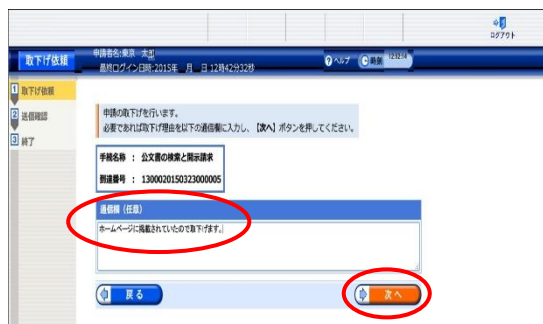 ログアウト
取下げ依頼
申請者名:東京 太郎
最終ログイン日時:2015年 月 日 12時42分32秒
ヘルプ
時刻
1 取下げ依頼
2 送信確認
3 終了
申請の取下げを行います。
必要であれば取下げ理由を以下の通信欄に入力し、【次へ】ボタンを押してください。
手続名称 : 公文書の検索と開示請求
到達番号 : 1300020150323000005
通信欄(任意)
ホームページに掲載されていたので取下げます。
戻る
次へ